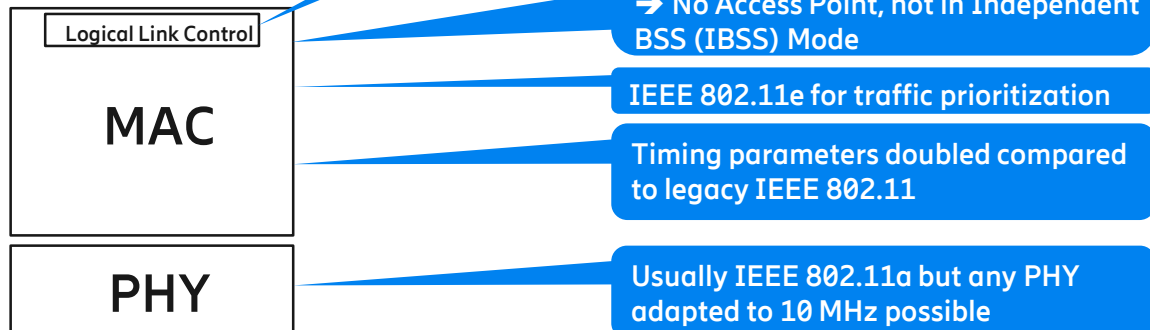 ➔ No Access Point, not in Independent
Logical Link Control
BSS (IBSS) Mode
IEEE 802.11e for traffic prioritization
MAC
Timing parameters doubled compared
to legacy IEEE 802.11
PHY
Usually IEEE 802.11a but any PHY
adapted to 10 MHz possible